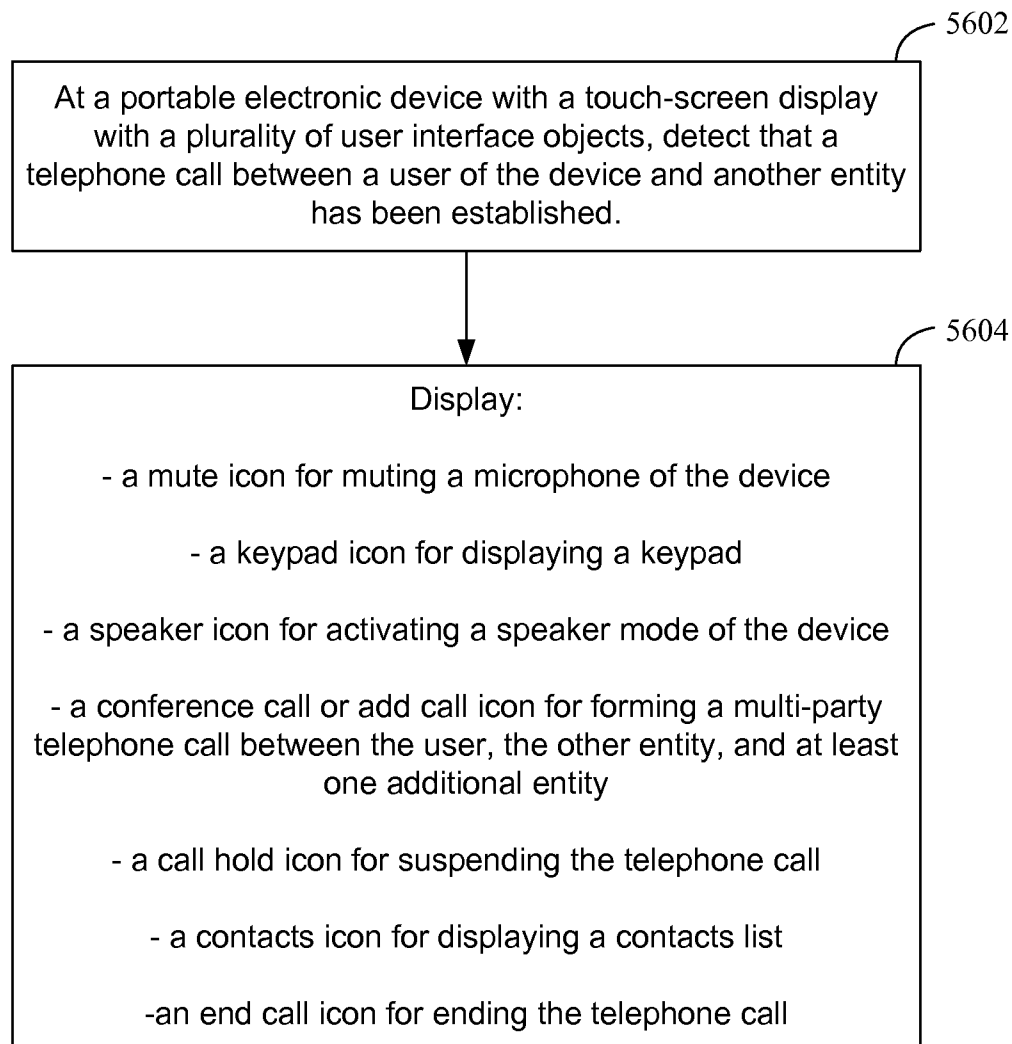 5602
At a portable electronic device with a touch-screen display
with a plurality of user interface objects, detect that a
telephone call between a user of the device and another entity
has been established.
5604
Display:
- a mute icon for muting a microphone of the device
- a keypad icon for displaying a keypad
- a speaker icon for activating a speaker mode of the device
- a conference call or add call icon for forming a multi-party
telephone call between the user, the other entity, and at least
one additional entity
- a call hold icon for suspending the telephone call
- a contacts icon for displaying a contacts list
-an end call icon for ending the telephone call